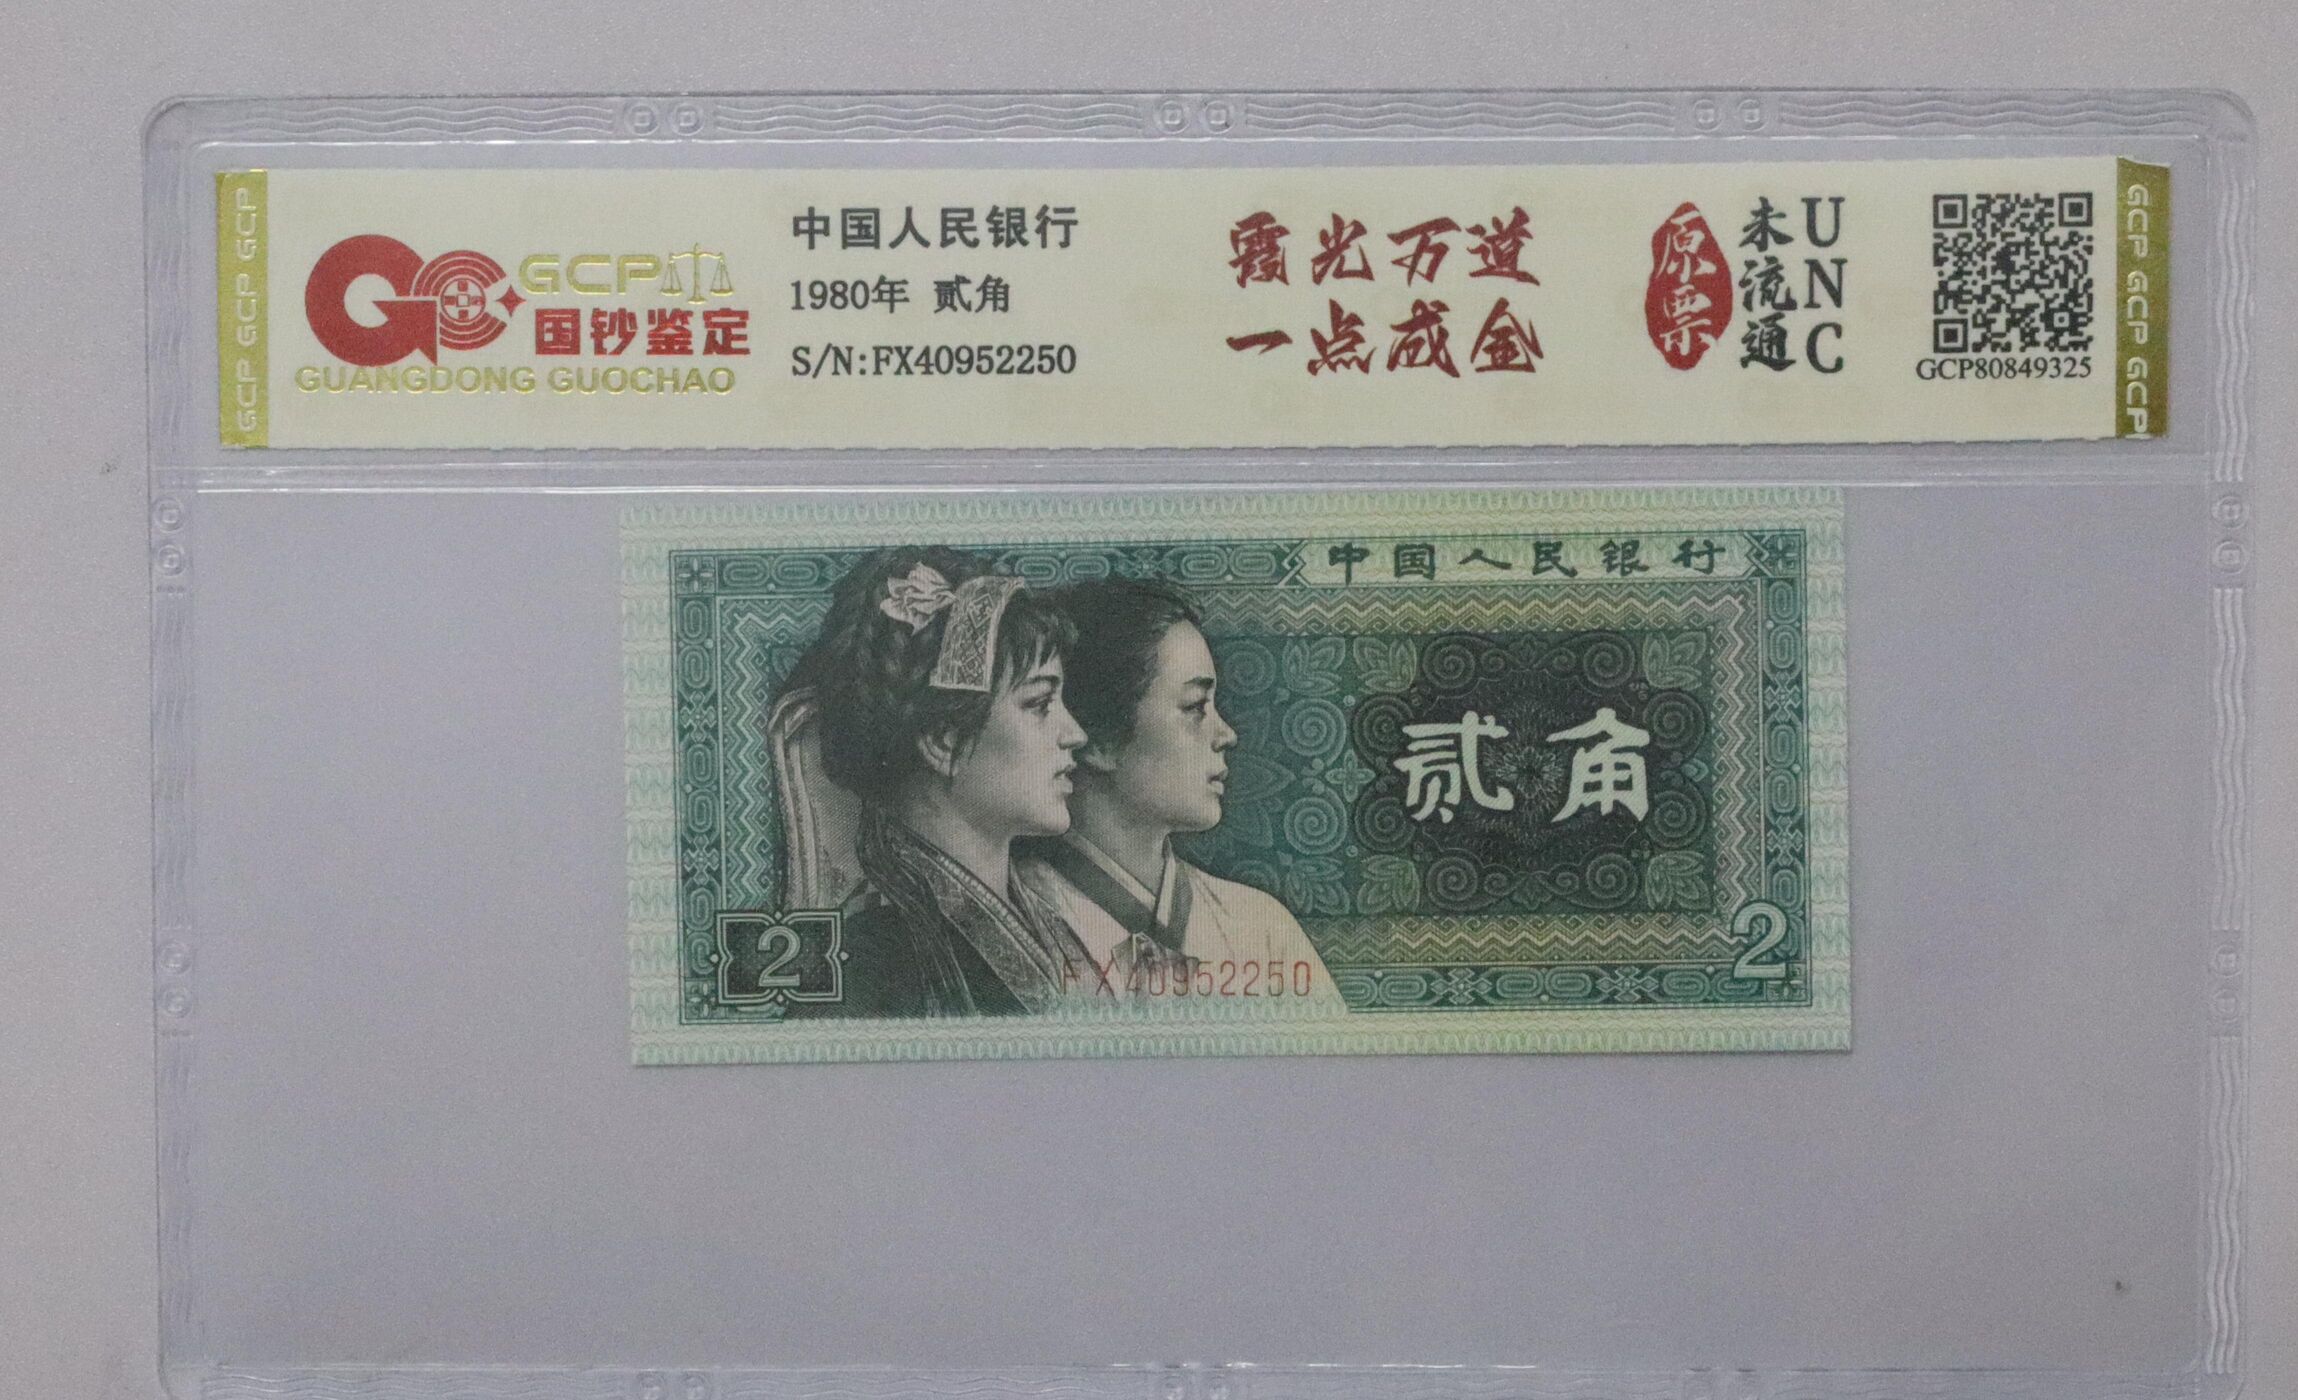 GCP GCP GCP
GCP
国钞鉴定
GUANGDONG GUOCHAO
中国人民银行
1980年 贰角
S/N:FX40952250
霞光万道
一点成金
原票
未流通
UNC
GCP80849325
GCP GCP GCP
中国人民银行
贰角
2
FX40952250
2